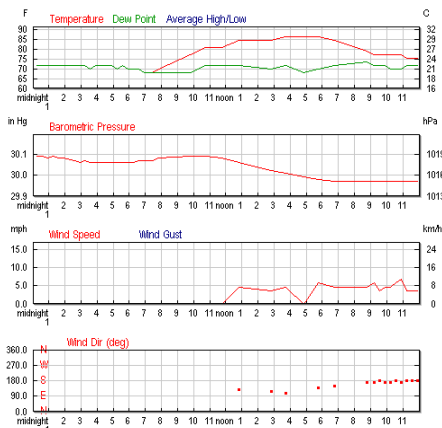 F Temperature Dew Point Average High/Low C
90 32
85 29
80 26
75 24
70 21
65 18
60 16
midnight 1 2 3 4 5 6 7 8 9 10 11 noon 1 2 3 4 5 6 7 8 9 10 11
in Hg Barometric Pressure hPa
30.1 1019
30.0 1016
29.9 1013
midnight 1 2 3 4 5 6 7 8 9 10 11 noon 1 2 3 4 5 6 7 8 9 10 11
mph Wind Speed Wind Gust km/h
15.0 24
10.0 16
5.0 8
0.0 0
midnight 1 2 3 4 5 6 7 8 9 10 11 noon 1 2 3 4 5 6 7 8 9 10 11
Wind Dir (deg)
360.0 N
270.0 W
180.0 S
90.0 E
0.0 N
midnight 1 2 3 4 5 6 7 8 9 10 11 noon 1 2 3 4 5 6 7 8 9 10 11